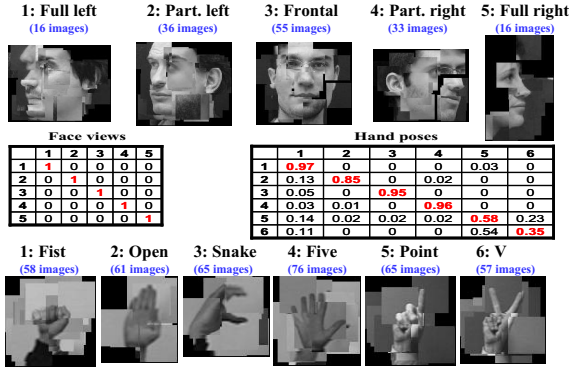 1: Full left 2: Part. left 3: Frontal 4: Part. right 5: Full right
(16 images) (36 images) (55 images) (33 images) (16 images)
Face views Hand poses
1 2 3 4 5
1 1 0 0 0 0
2 0 1 0 0 0
3 0 0 1 0 0
4 0 0 0 1 0
5 0 0 0 0 1
1 2 3 4 5 6
1 0.97 0 0 0 0.03 0
2 0.13 0.85 0 0.02 0 0
3 0.05 0 0.95 0 0 0
4 0.03 0.01 0 0.96 0 0
5 0.14 0.02 0.02 0.02 0.58 0.23
6 0.11 0 0 0 0.54 0.35
1: Fist 2: Open 3: Snake 4: Five 5: Point 6: V
(58 images) (61 images) (65 images) (76 images) (65 images) (57 images)